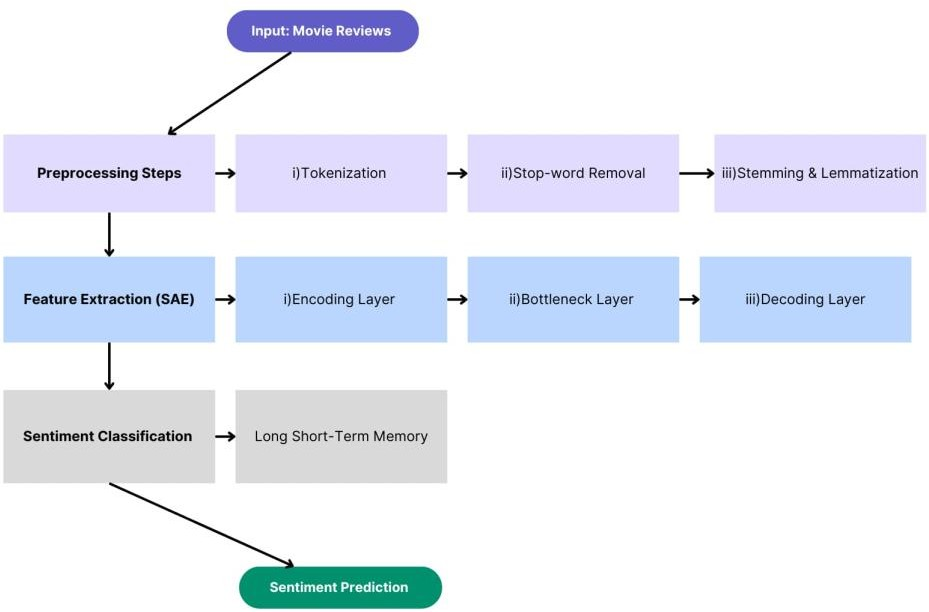 Input: Movie Reviews
Preprocessing Steps
i)Tokenization
ii)Stop-word Removal
iii)Stemming & Lemmatization
Feature Extraction (SAE)
i)Encoding Layer
ii)Bottleneck Layer
iii)Decoding Layer
Sentiment Classification
Long Short-Term Memory
Sentiment Prediction